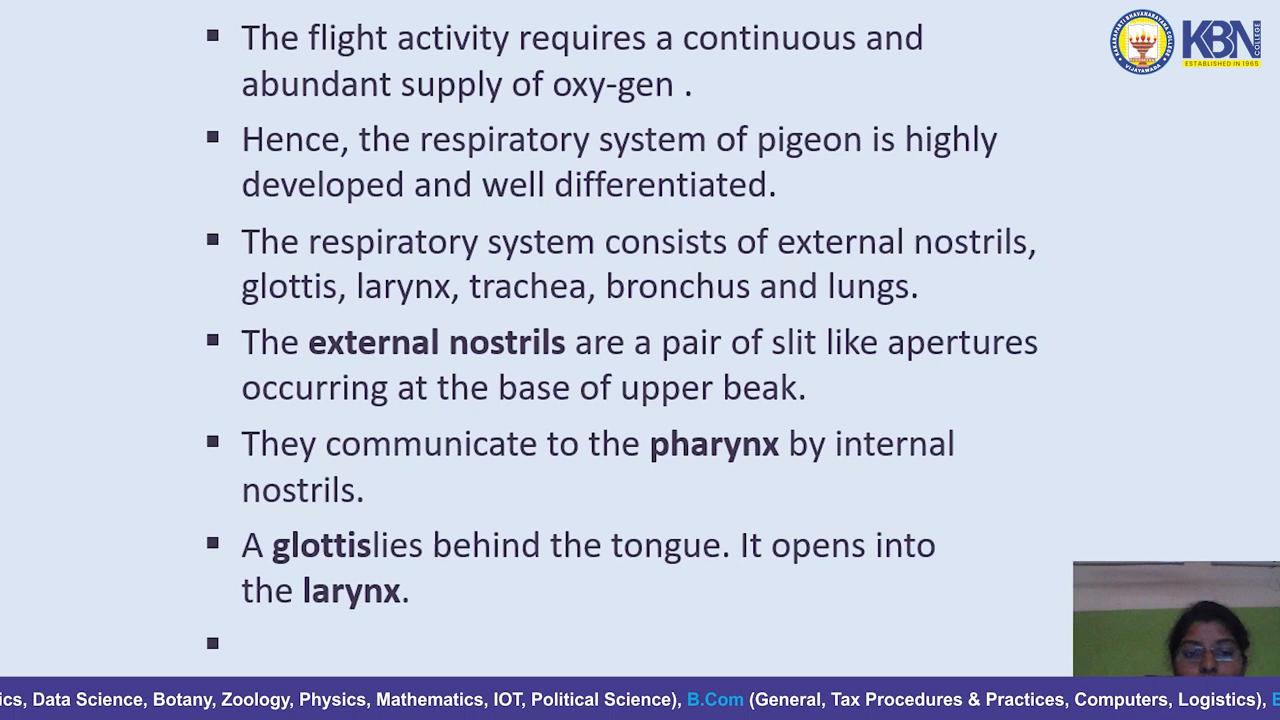 The flight activity requires a continuous and
abundant supply of oxy-gen .
Hence, the respiratory system of pigeon is highly
developed and well differentiated.
The respiratory system consists of external nostrils,
glottis, larynx, trachea, bronchus and lungs.
The external nostrils are a pair of slit like apertures
occurring at the base of upper beak.
They communicate to the pharynx by internal
nostrils.
A glottislies behind the tongue. It opens into
the larynx.
KBN
COLLEGE
ESTABLISHED IN 1965
ics, Data Science, Botany, Zoology, Physics, Mathematics, IOT, Political Science), B.Com (General, Tax Procedures & Practices, Computers, Logistics),